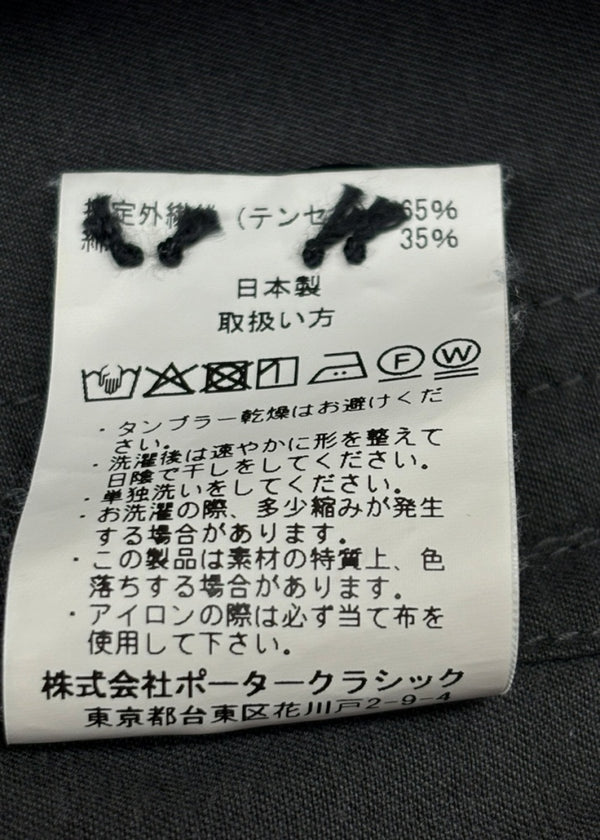 定外繊 (テンセ 65%
綿 35%
日本製
取扱い方
F W
・タンブラー乾燥はお避けくだ
さい。
・洗濯後は速やかに形を整えて
日陰で干しをしてください。
・単独洗いをしてください。
・お洗濯の際、多少縮みが発生
する場合があります。
・この製品は素材の特質上、色
落ちする場合があります。
・アイロンの際は必ず当て布を
使用して下さい。
株式会社ポータークラシック
東京都台東区花川戸2-9-4